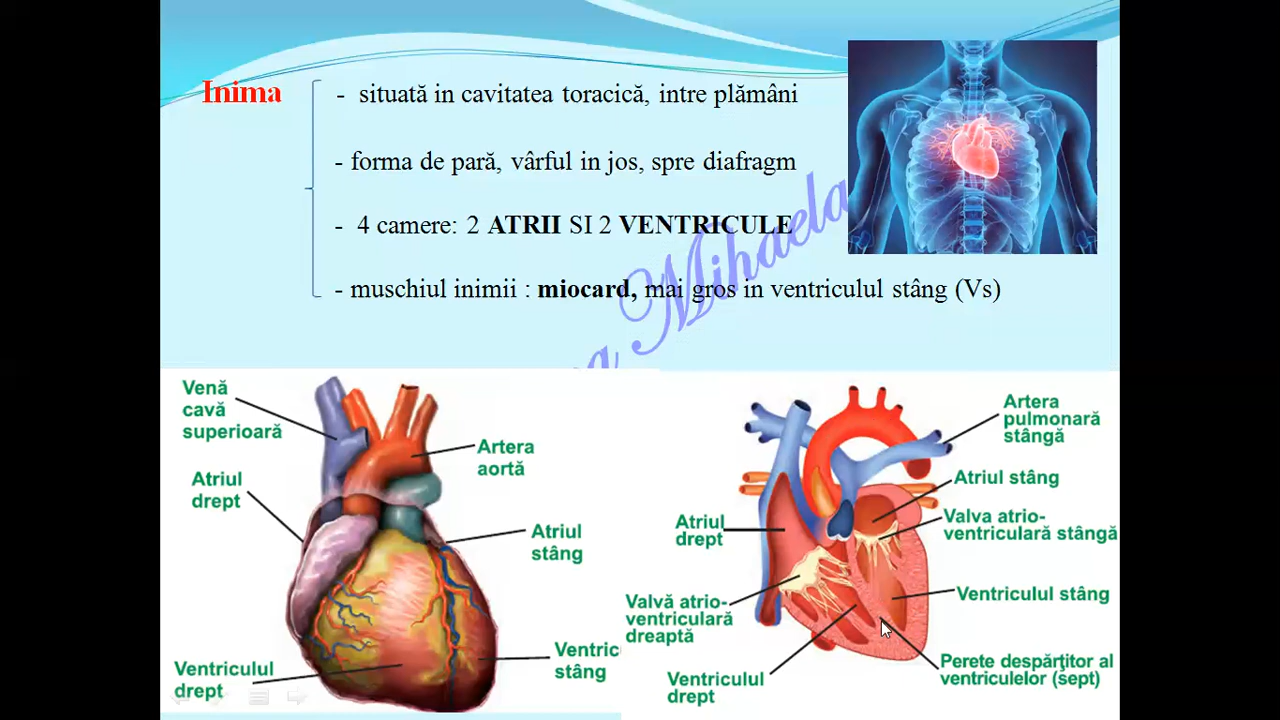 Inima
- situată in cavitatea toracică, intre plămâni
- forma de pară, vârful in jos, spre diafragm
- 4 camere: 2 ATRII SI 2 VENTRICULE
- muschiul inimii : miocard, mai gros in ventriculul stâng (Vs)
Mihaela
Venă
cavă
superioară
Atriul
drept
Artera
aortă
Atriul
stâng
Ventriculul
drept
stâng
Artera
pulmonară
stângă
Atriul stâng
Valva atrio-
ventriculară stângă
Atriul
drept
Ventriculul stâng
Valvă atrio-
ventriculară
dreaptă
Ventriculul
drept
Perete despărţitor al
ventriculelor (sept)